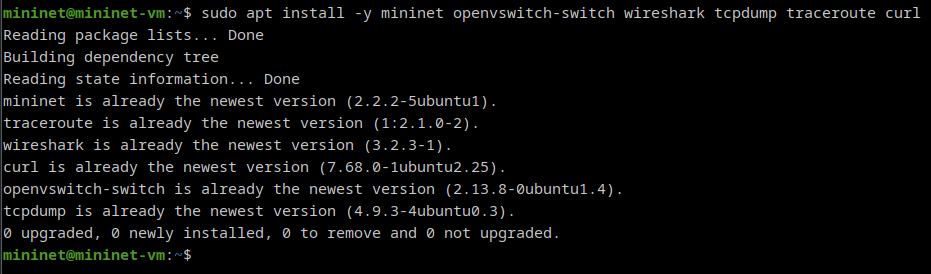 mininet@mininet-vm:~$ sudo apt install -y mininet openvswitch-switch wireshark tcpdump traceroute curl
Reading package lists... Done
Building dependency tree
Reading state information... Done
mininet is already the newest version (2.2.2-5ubuntu1).
traceroute is already the newest version (1:2.1.0-2).
wireshark is already the newest version (3.2.3-1).
curl is already the newest version (7.68.0-1ubuntu2.25).
openvswitch-switch is already the newest version (2.13.8-0ubuntu1.4).
tcpdump is already the newest version (4.9.3-4ubuntu0.3).
0 upgraded, 0 newly installed, 0 to remove and 0 not upgraded.
mininet@mininet-vm:~$